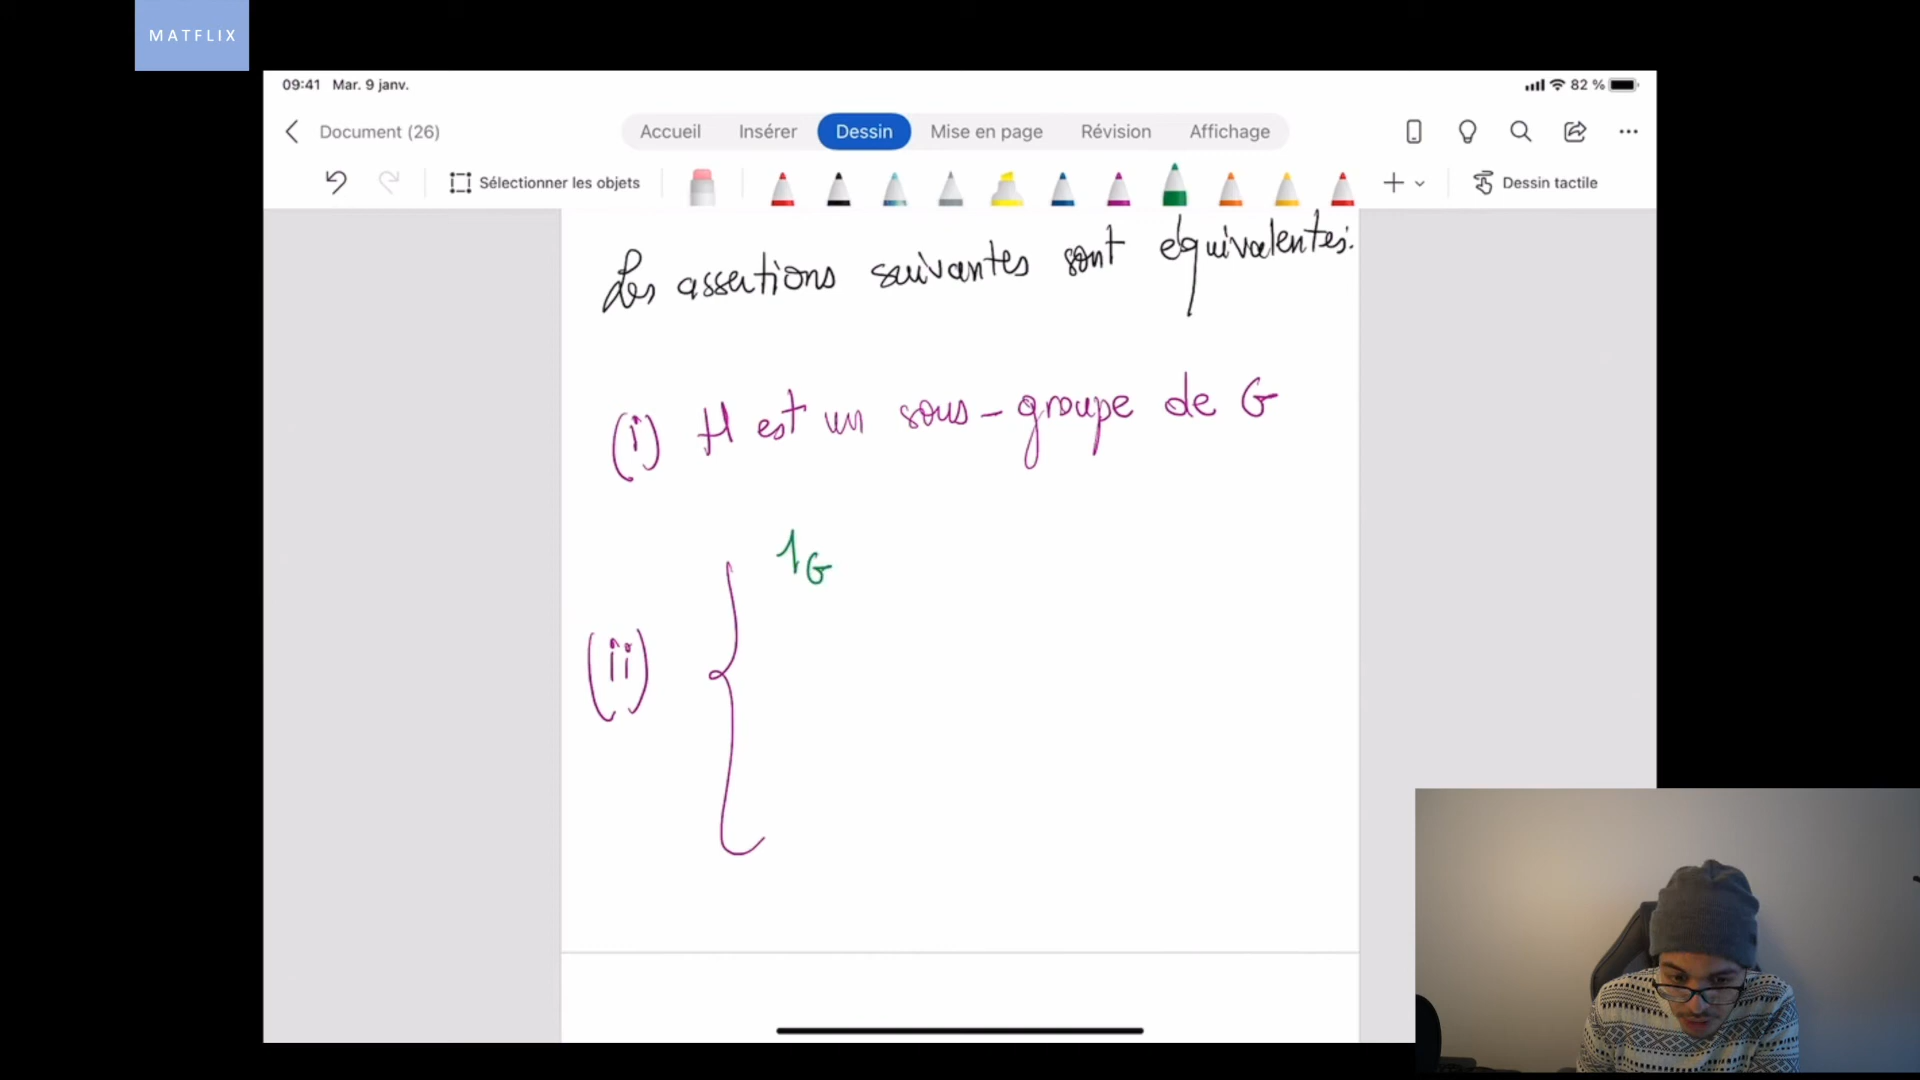 MATFLIX
09:41 Mar. 9 janv.
82 %
Document (26)
Accueil Insérer Dessin Mise en page Révision Affichage
Sélectionner les objets
Dessin tactile
Les assertions suivantes sont équivalentes:
(i) H est un sous-groupe de G
1G
(ii) {